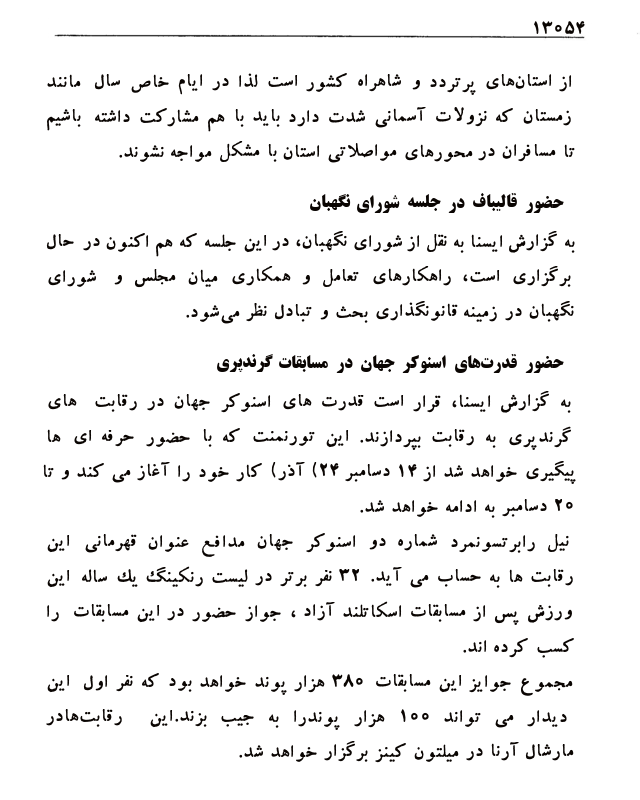 ۱۳۰۵۴
از استان‌های پرتردد و شاهراه کشور است لذا در ایام خاص سال مانند
زمستان که نزولات آسمانی شدت دارد باید با هم مشارکت داشته باشیم
تا مسافران در محورهای مواصلاتی استان با مشکل مواجه نشوند.
حضور قالیباف در جلسه شورای نگهبان
به گزارش ایسنا به نقل از شورای نگهبان، در این جلسه که هم اکنون در حال
برگزاری است، راهکارهای تعامل و همکاری میان مجلس و شورای
نگهبان در زمینه قانونگذاری بحث و تبادل نظر می‌شود.
حضور قدرت‌های اسنوکر جهان در مسابقات گرندپری
به گزارش ایسنا، قرار است قدرت های اسنوکر جهان در رقابت های
گرندپری به رقابت بپردازند. این تورنمنت که با حضور حرفه ای ها
پیگیری خواهد شد از ۱۴ دسامبر ۲۴) آذر) کار خود را آغاز می کند و تا
۲۰ دسامبر به ادامه خواهد شد.
نیل رابرتسونمرد شماره دو اسنوکر جهان مدافع عنوان قهرمانی این
رقابت ها به حساب می آید. ۳۲ نفر برتر در لیست رنکینگ یك ساله این
ورزش پس از مسابقات اسکاتلند آزاد ، جواز حضور در این مسابقات را
کسب کرده اند.
مجموع جوایز این مسابقات ۳۸۰ هزار پوند خواهد بود که نفر اول این
دیدار می تواند ۱۰۰ هزار پوندرا به جیب بزند.این رقابت‌هادر
مارشال آرنا در میلتون کینز برگزار خواهد شد.